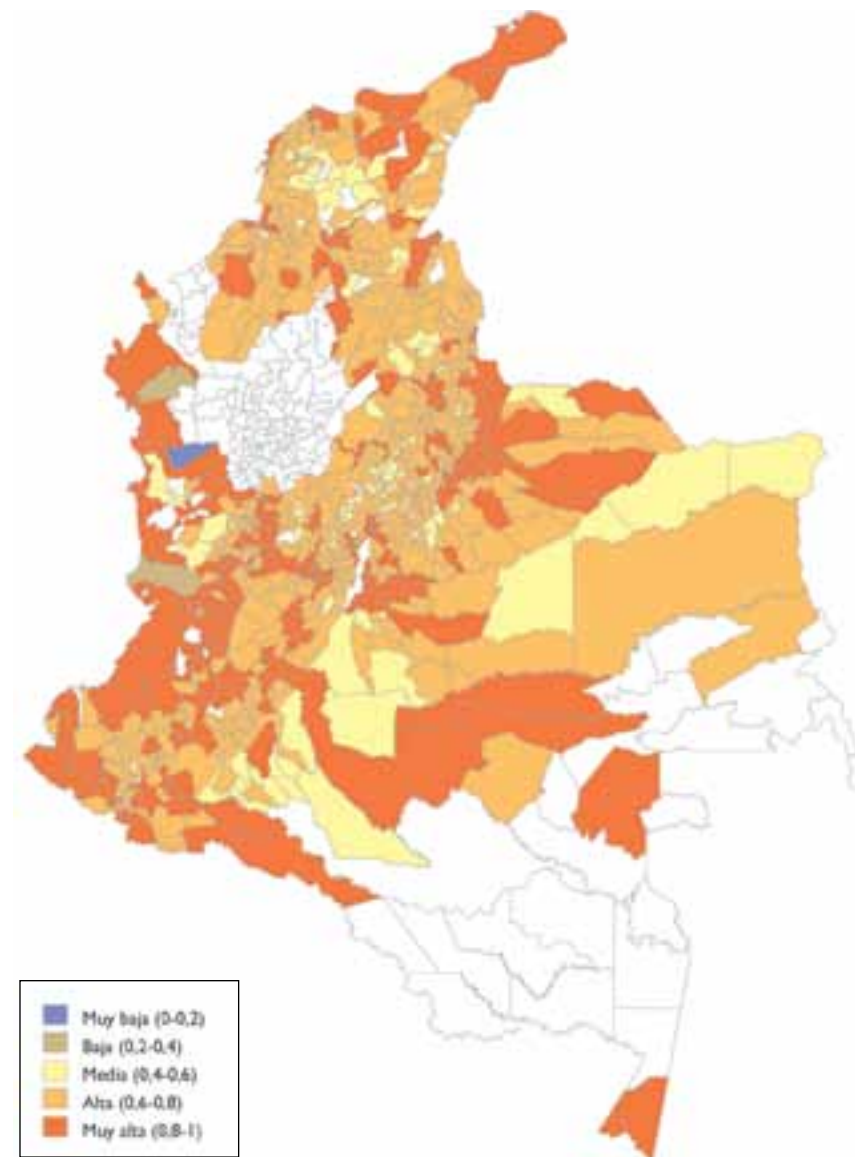 Muy baja (0-0,2)
Baja (0,2-0,4)
Media (0,4-0,6)
Alta (0,6-0,8)
Muy alta (0,8-1)